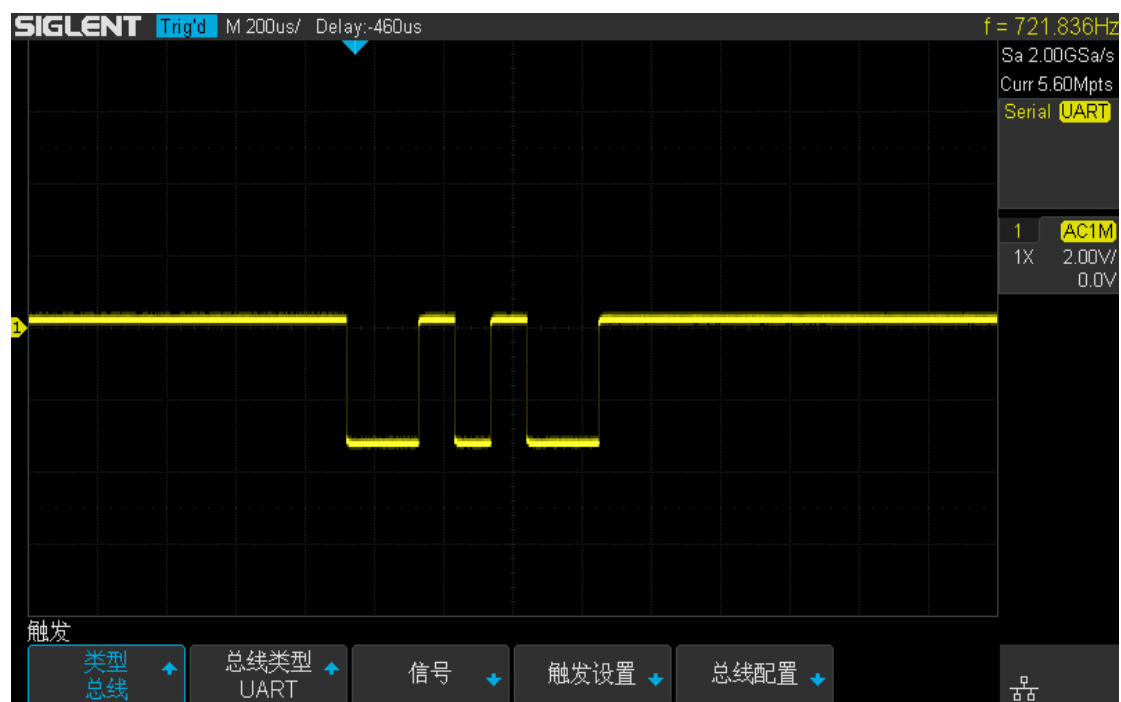 SIGLENT Trig'd M 200us/ Delay:-460us f = 721.836Hz
Sa 2.00GSa/s
Curr 5.60Mpts
Serial UART
1 AC1M
1X 2.00V/
0.0V
1
触发
类型
总线
总线类型
UART
信号
触发设置
总线配置